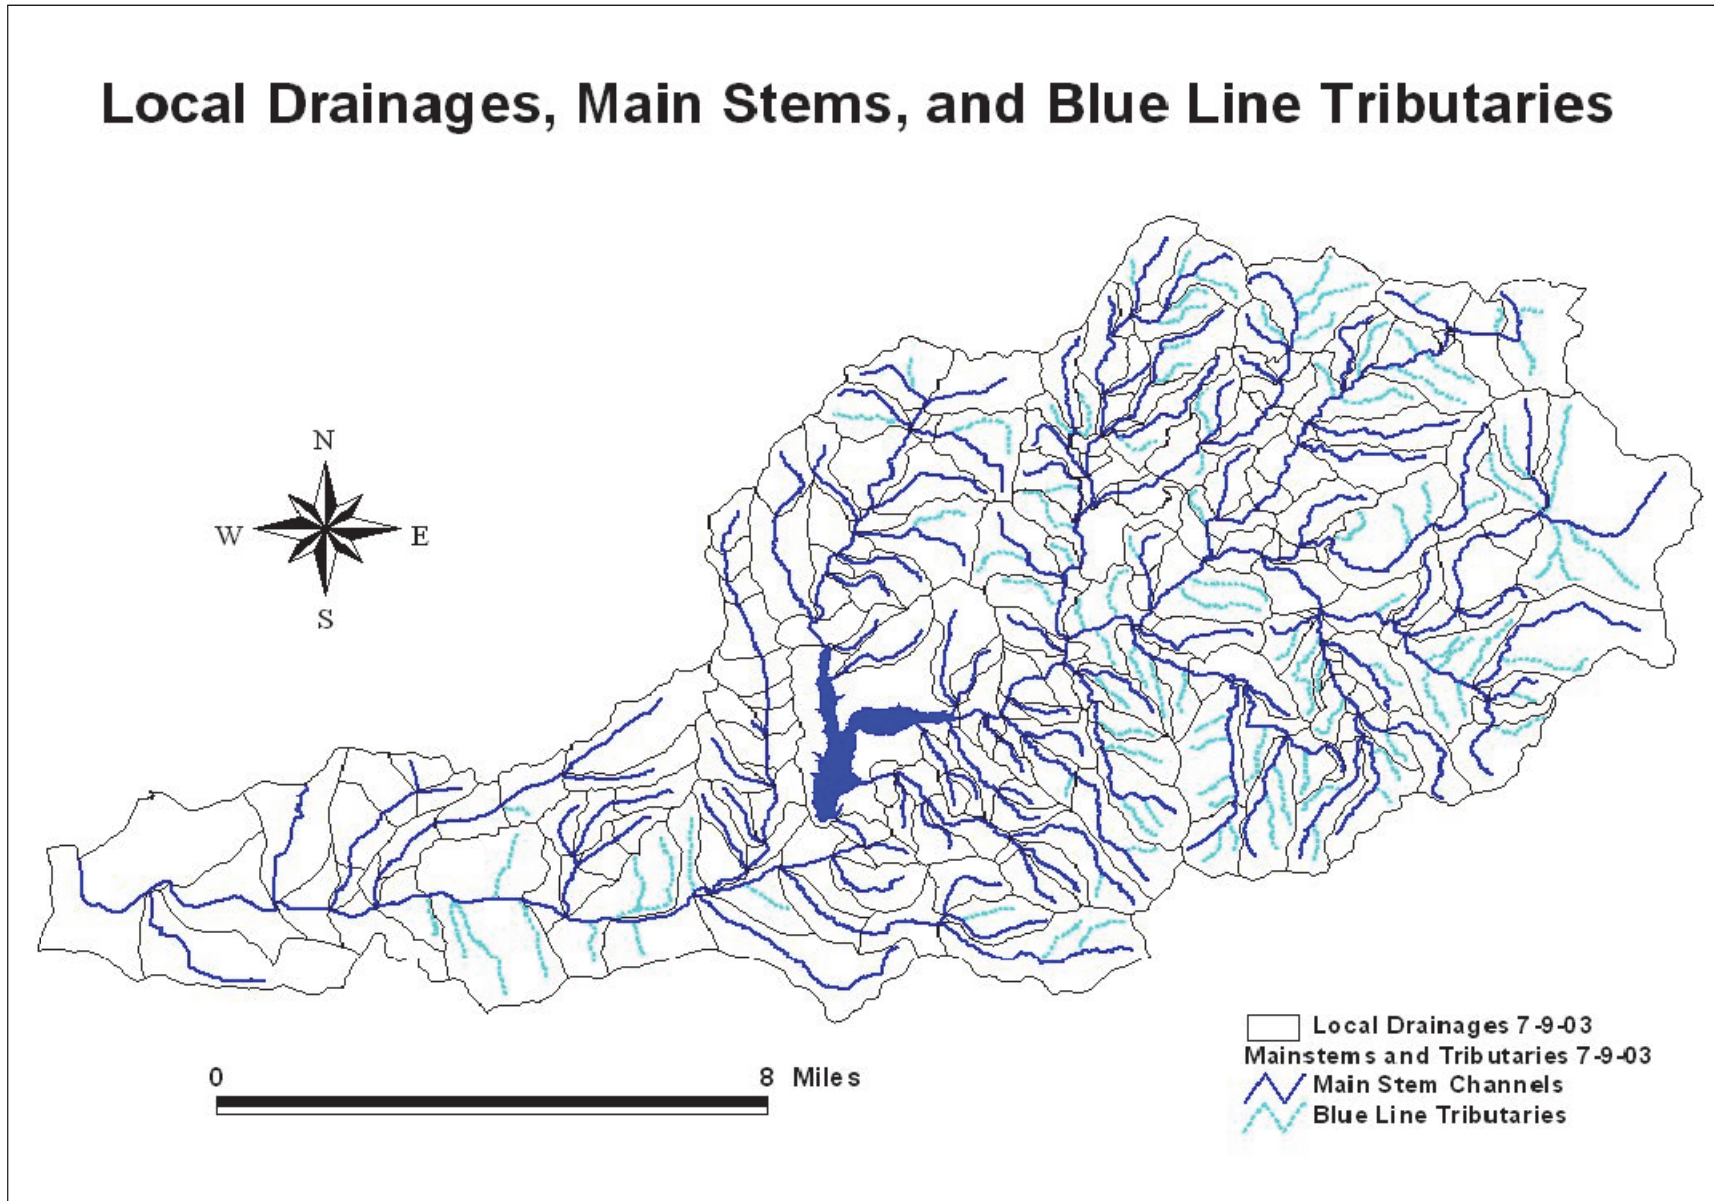 Local Drainages, Main Stems, and Blue Line Tributaries
N
W E
S
Local Drainages 7-9-03
Mainstems and Tributaries 7-9-03
Main Stem Channels
Blue Line Tributaries
0 8 Miles